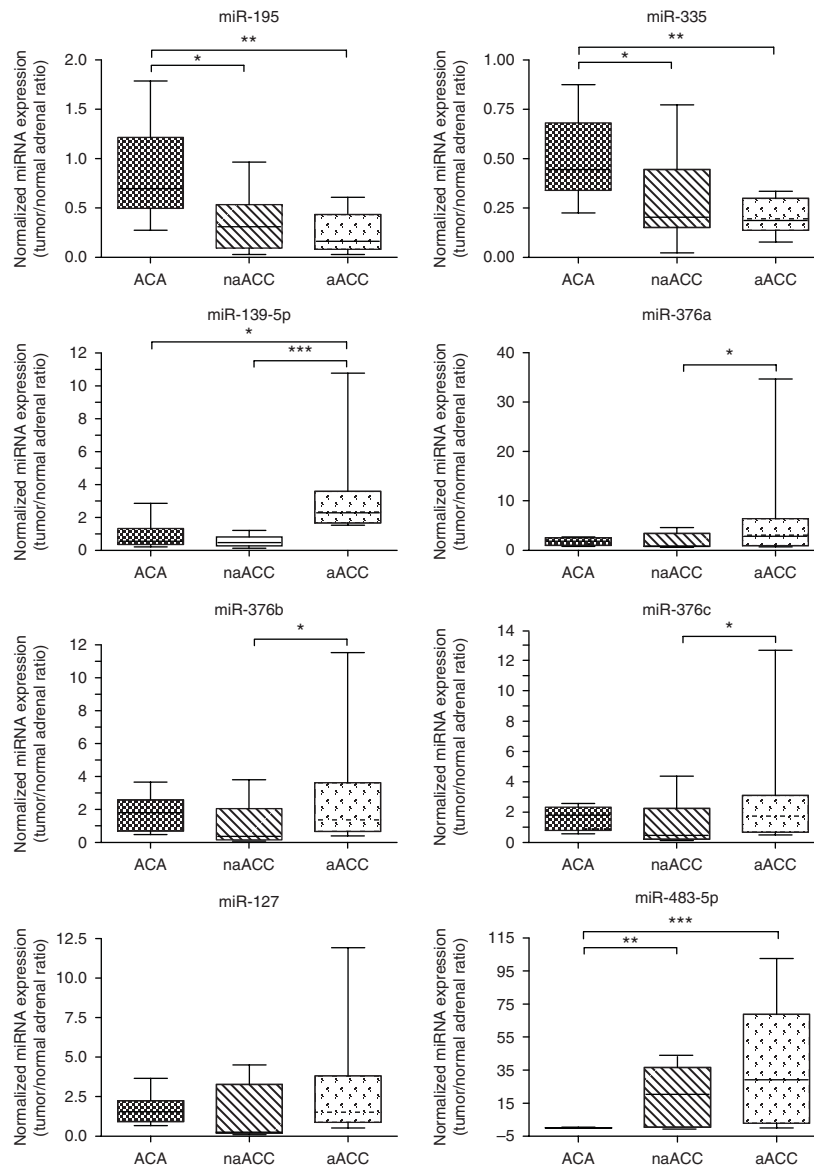 miR-195
Normalized miRNA expression
(tumor/normal adrenal ratio)
2.0
1.5
1.0
0.5
0.0
*
**
ACA
naACC
aACC
miR-335
Normalized miRNA expression
(tumor/normal adrenal ratio)
1.00
0.75
0.50
0.25
0.00
*
**
ACA
naACC
aACC
miR-139-5p
Normalized miRNA expression
(tumor/normal adrenal ratio)
12
10
8
6
4
2
0
*
***
ACA
naACC
aACC
miR-376a
Normalized miRNA expression
(tumor/normal adrenal ratio)
40
30
20
10
5
0
*
ACA
naACC
aACC
miR-376b
Normalized miRNA expression
(tumor/normal adrenal ratio)
12
10
8
6
4
2
0
*
ACA
naACC
aACC
miR-376c
Normalized miRNA expression
(tumor/normal adrenal ratio)
14
12
10
8
6
4
2
0
*
ACA
naACC
aACC
miR-127
Normalized miRNA expression
(tumor/normal adrenal ratio)
12.5
10.0
7.5
5.0
2.5
0.0
ACA
naACC
aACC
miR-483-5p
Normalized miRNA expression
(tumor/normal adrenal ratio)
115
95
75
55
35
15
–5
**
***
ACA
naACC
aACC